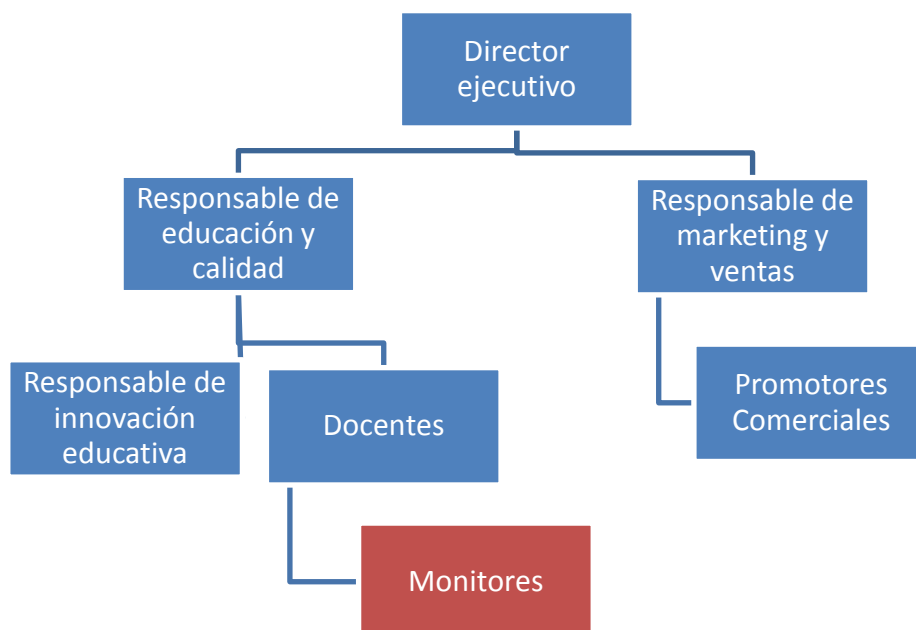 Director
ejecutivo
Responsable de
educación y
calidad
Responsable de
marketing y
ventas
Responsable de
innovación
educativa
Docentes
Promotores
Comerciales
Monitores